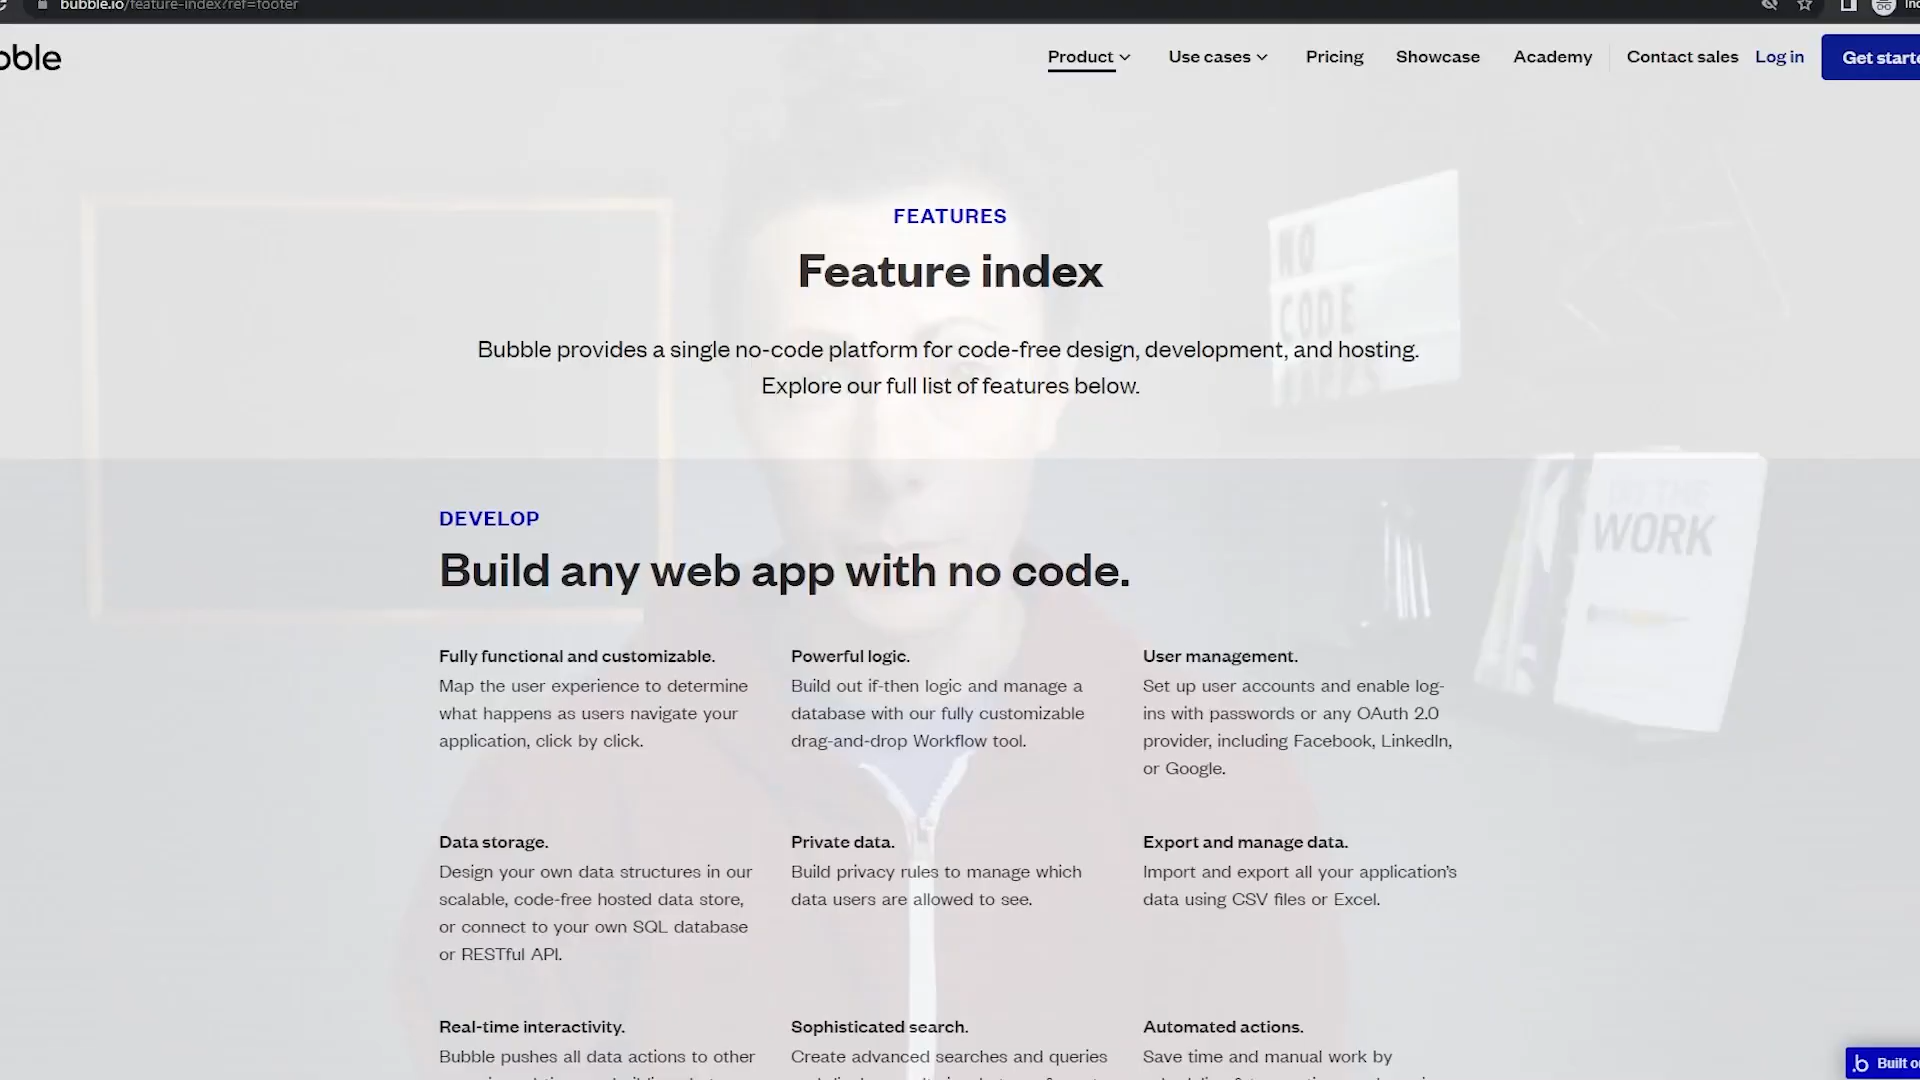 bubble.io/feature-index?ref=footer
Product Use cases Pricing Showcase Academy Contact sales Log in
FEATURES
Feature index
Bubble provides a single no-code platform for code-free design, development, and hosting.
Explore our full list of features below.
NO
CODE
WORK
DEVELOP
Build any web app with no code.
Fully functional and customizable.
Map the user experience to determine
what happens as users navigate your
application, click by click.
Powerful logic.
Build out if-then logic and manage a
database with our fully customizable
drag-and-drop Workflow tool.
User management.
Set up user accounts and enable log-
ins with passwords or any OAuth 2.0
provider, including Facebook, LinkedIn,
or Google.
Data storage.
Design your own data structures in our
scalable, code-free hosted data store,
or connect to your own SQL database
or RESTful API.
Private data.
Build privacy rules to manage which
data users are allowed to see.
Export and manage data.
Import and export all your application's
data using CSV files or Excel.
Real-time interactivity.
Bubble pushes all data actions to other
Sophisticated search.
Create advanced searches and queries
Automated actions.
Save time and manual work by
Built